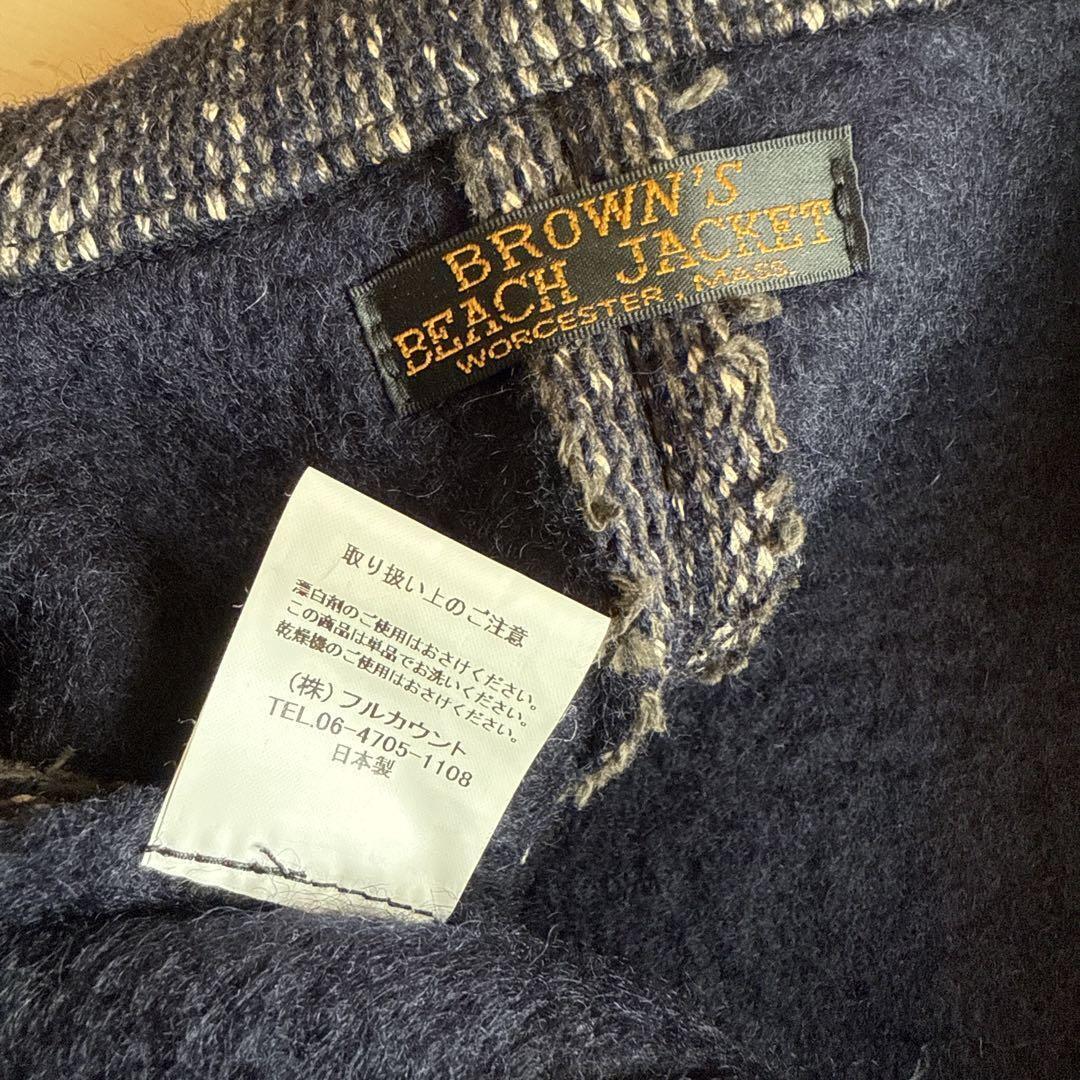 BROWN'S
BEACH JACKET
WORCESTER, MASS
取り扱い上のご注意
漂白剤のご使用はおさけください。
この商品は単品でお洗いください。
乾燥機のご使用はおさけください。
(株)フルカウント
TEL.06-4705-1108
日本製